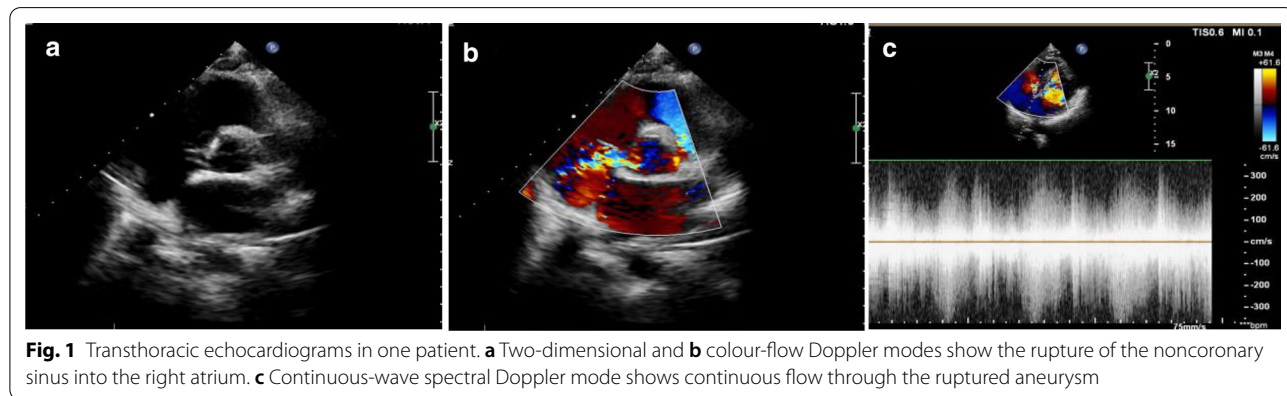 a
b
c
TIS0.6 MI 0.1
M3 M4
+61.6
-61.6
cm/s
0
5
10
15
300
200
100
cm/s
-100
-200
-300
75mm/s
bpm
Fig. 1 Transthoracic echocardiograms in one patient. a Two-dimensional and b colour-flow Doppler modes show the rupture of the noncoronary
sinus into the right atrium. c Continuous-wave spectral Doppler mode shows continuous flow through the ruptured aneurysm